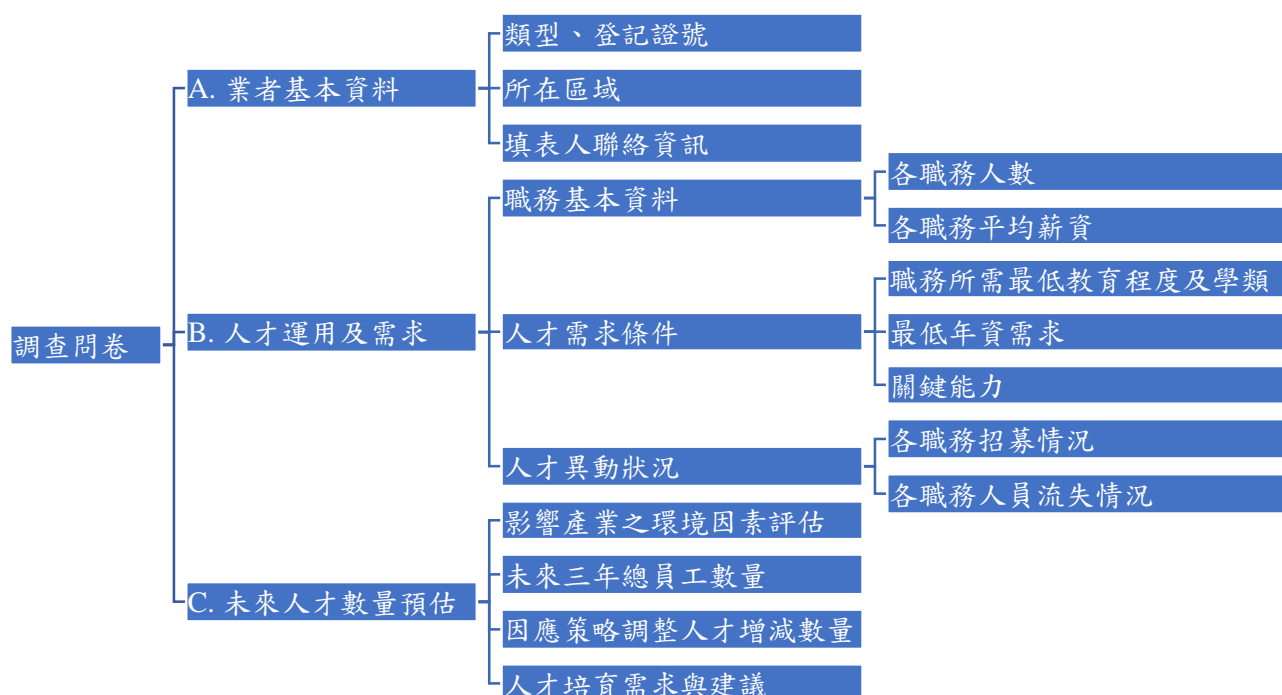 調查問卷
A. 業者基本資料
類型、登記證號
所在區域
填表人聯絡資訊
B. 人才運用及需求
職務基本資料
各職務人數
各職務平均薪資
人才需求條件
職務所需最低教育程度及學類
最低年資需求
關鍵能力
人才異動狀況
各職務招募情況
各職務人員流失情況
C. 未來人才數量預估
影響產業之環境因素評估
未來三年總員工數量
因應策略調整人才增減數量
人才培育需求與建議